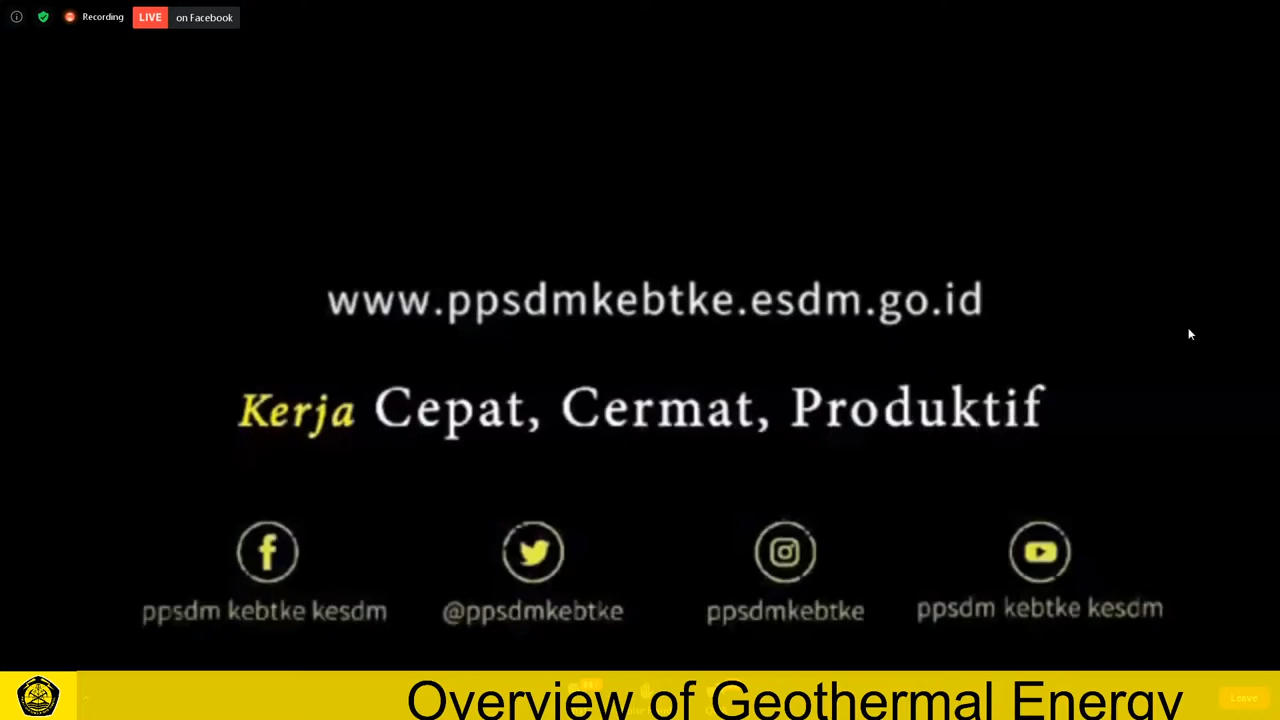 Recording
LIVE on Facebook
www.ppsdmkebtke.esdm.go.id
Kerja Cepat, Cermat, Produktif
ppsdm kebtke kesdm
@ppsdmkebtke
ppsdmkebtke
ppsdm kebtke kesdm
Overview of Geothermal Energy
Leave